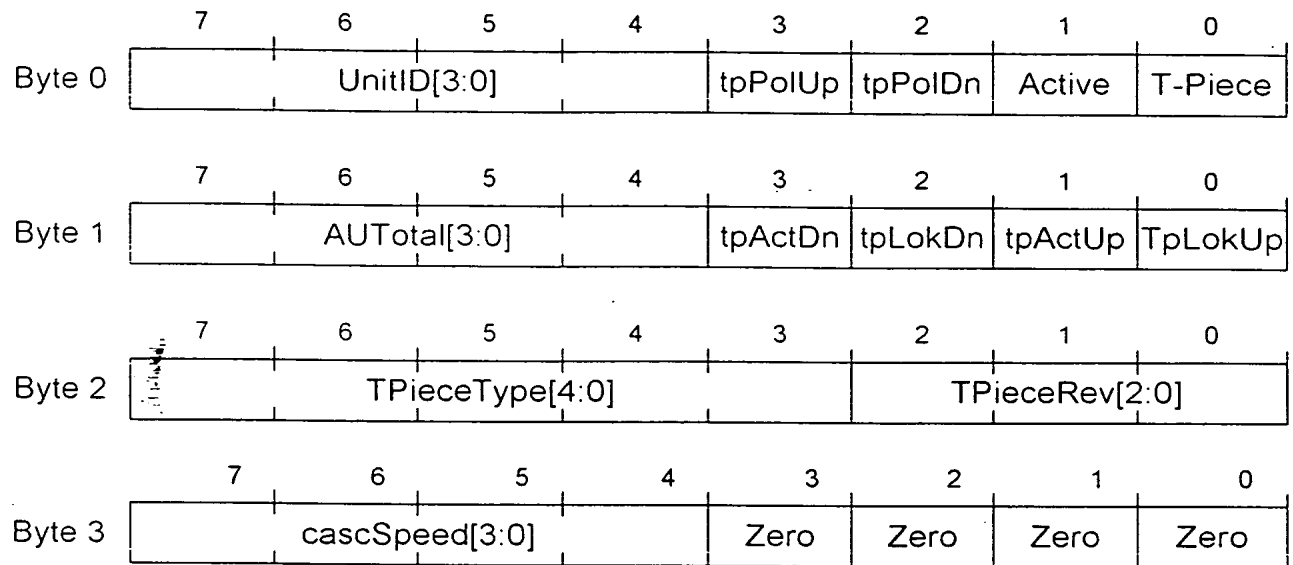 7 6 5 4 3 2 1 0
Byte 0 UnitID[3:0] tpPolUp tpPolDn Active T-Piece
7 6 5 4 3 2 1 0
Byte 1 AUTotal[3:0] tpActDn tpLokDn tpActUp TpLokUp
7 6 5 4 3 2 1 0
Byte 2 TPieceType[4:0] TPieceRev[2:0]
7 6 5 4 3 2 1 0
Byte 3 cascSpeed[3:0] Zero Zero Zero Zero